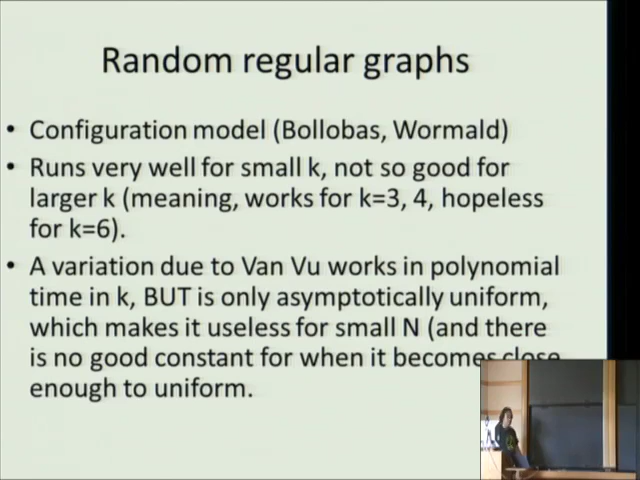 Random regular graphs
• Configuration model (Bollobas, Wormald)
• Runs very well for small k, not so good for
larger k (meaning, works for k=3, 4, hopeless
for k=6).
• A variation due to Van Vu works in polynomial
time in k, BUT is only asymptotically uniform,
which makes it useless for small N (and there
is no good constant for when it becomes close
enough to uniform.